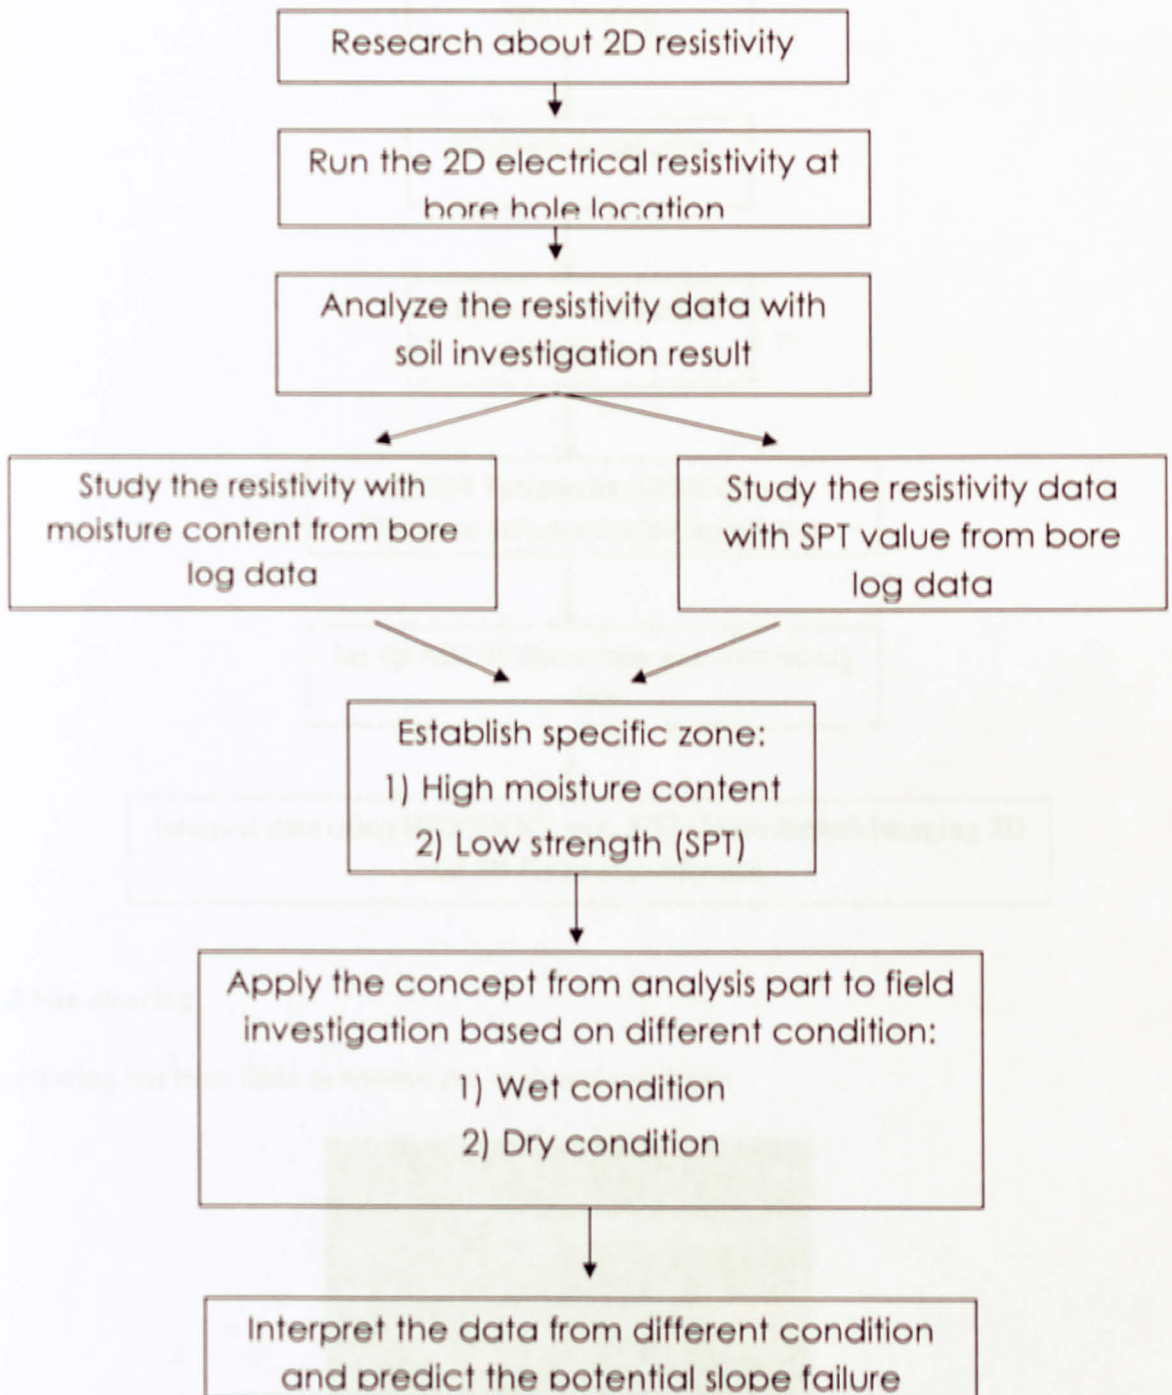 Research about 2D resistivity
Run the 2D electrical resistivity at
bore hole location
Analyze the resistivity data with
soil investigation result
Study the resistivity with
moisture content from bore
log data
Study the resistivity data
with SPT value from bore
log data
Establish specific zone:
1) High moisture content
2) Low strength (SPT)
Apply the concept from analysis part to field
investigation based on different condition:
1) Wet condition
2) Dry condition
Interpret the data from different condition
and predict the potential slope failure